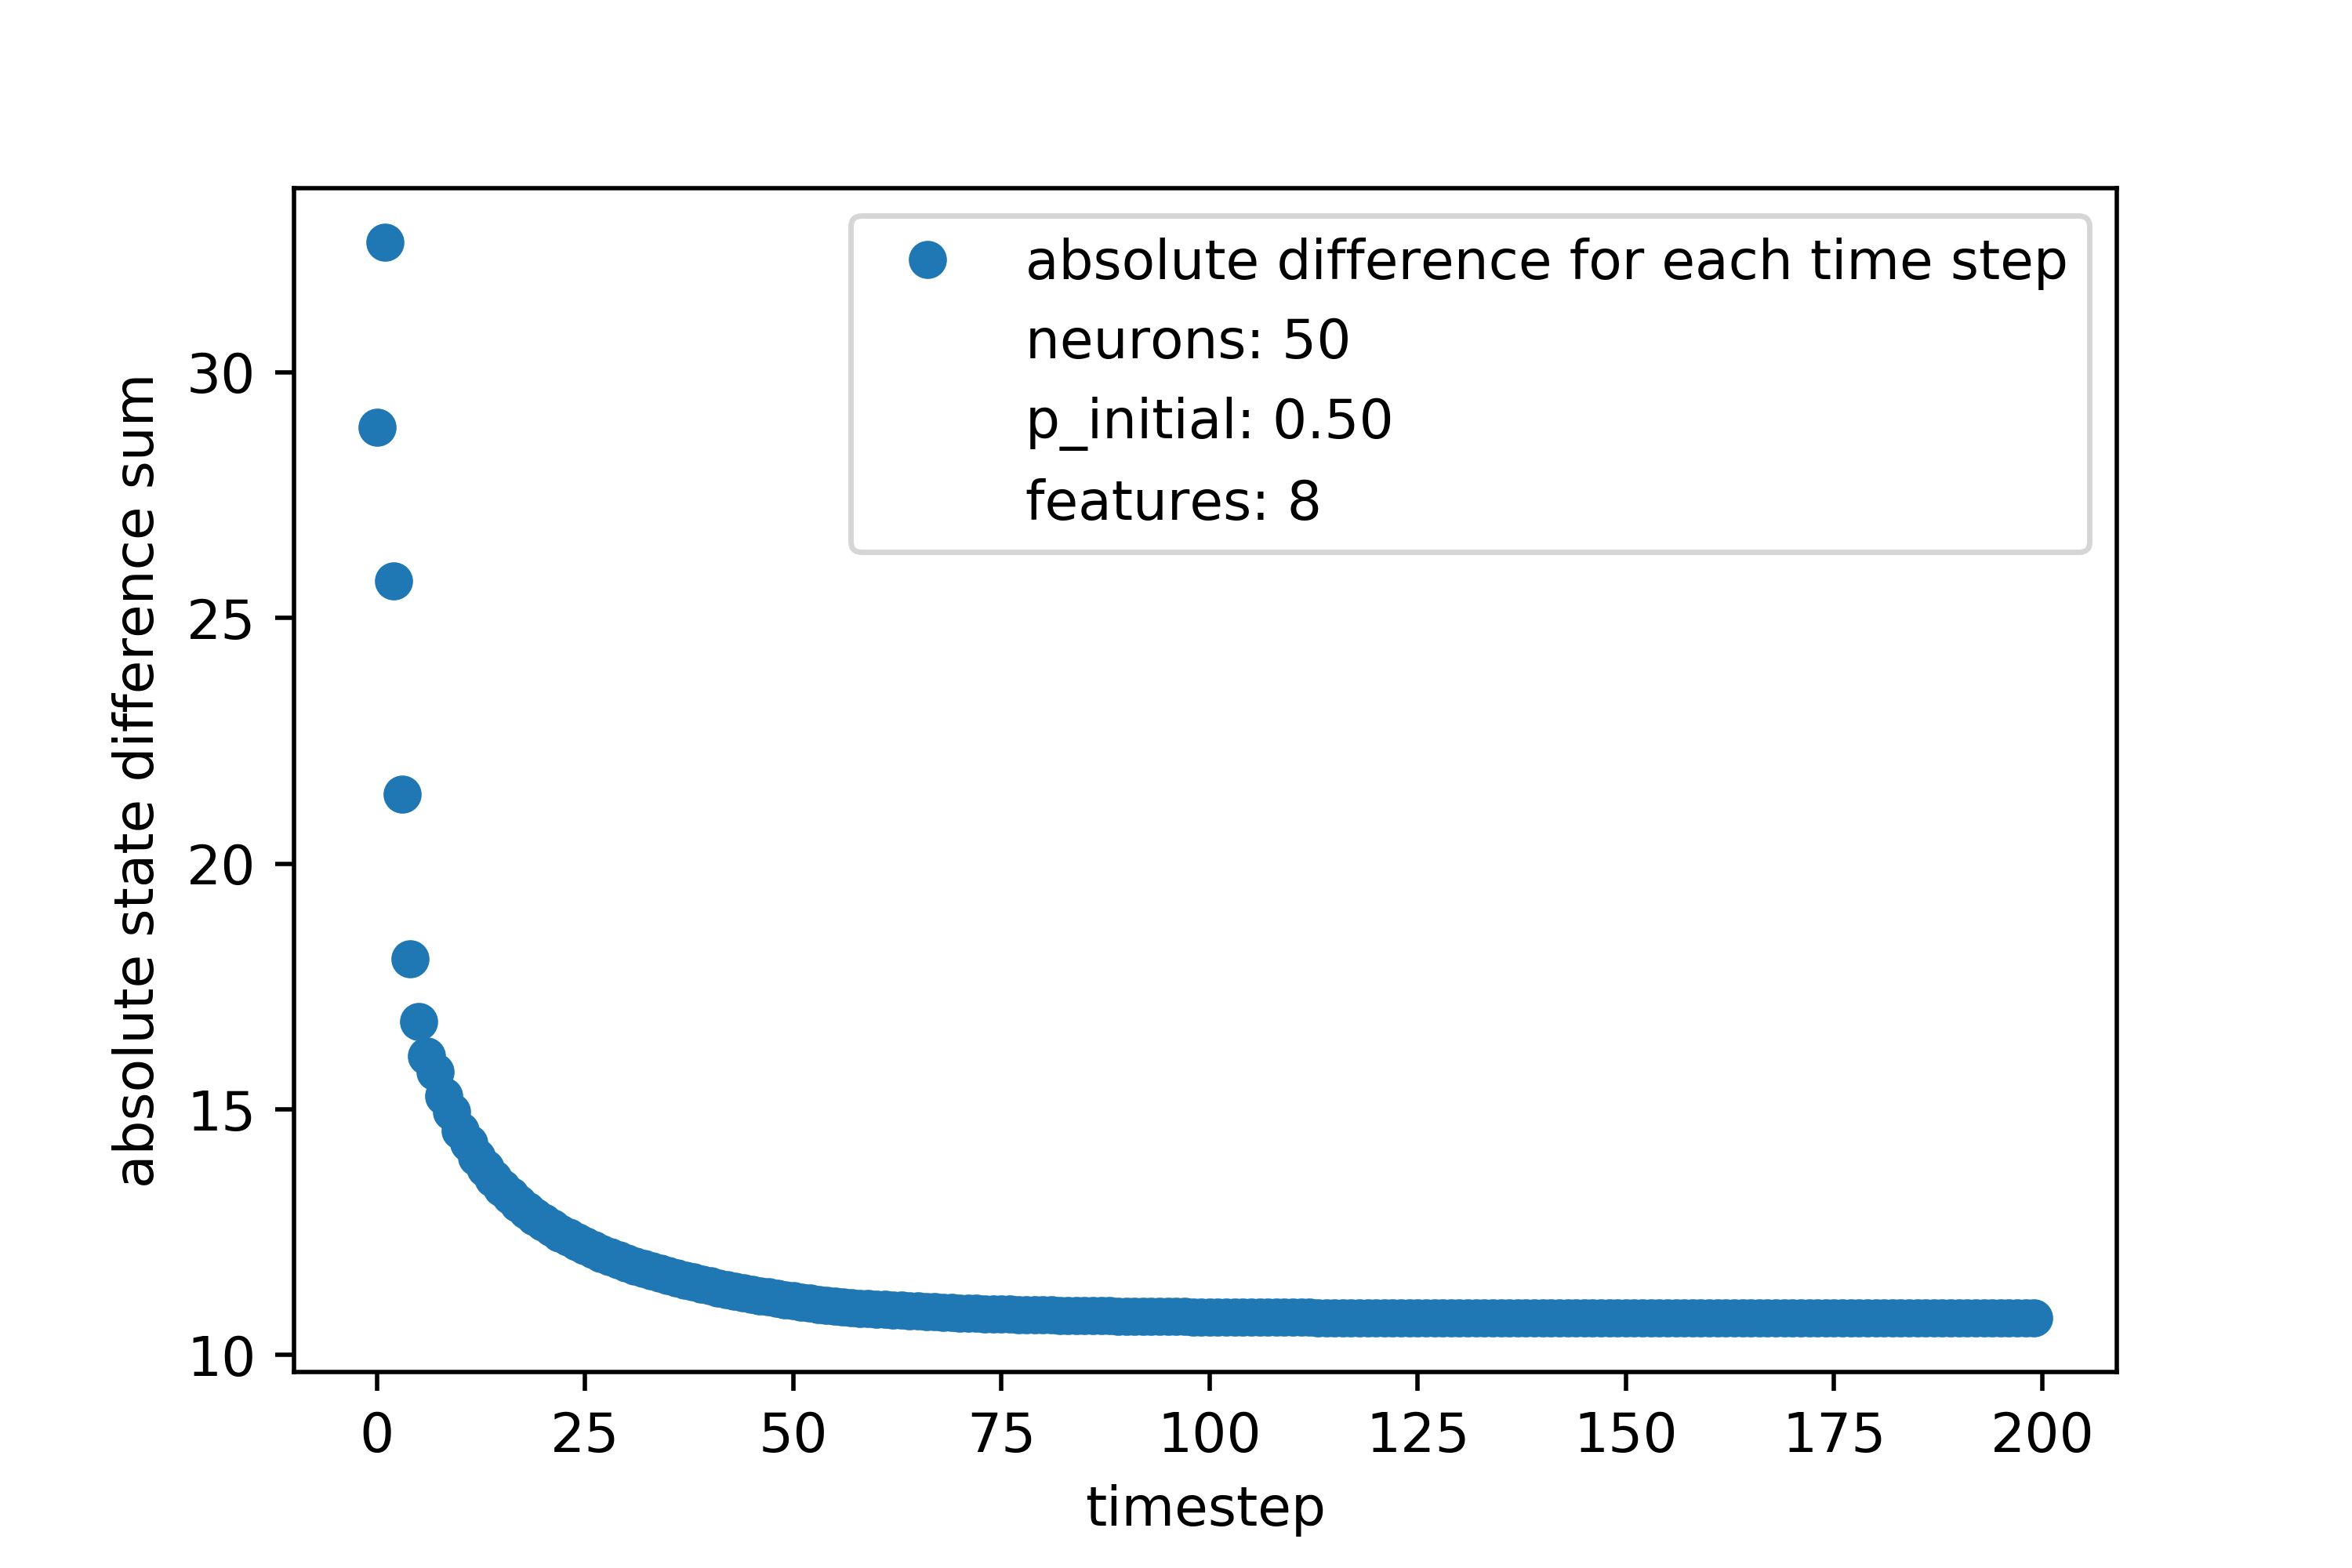 absolute difference for each time step
neurons: 50
p_initial: 0.50
features: 8
absolute state difference sum
30
25
20
15
10
0 25 50 75 100 125 150 175 200
timestep